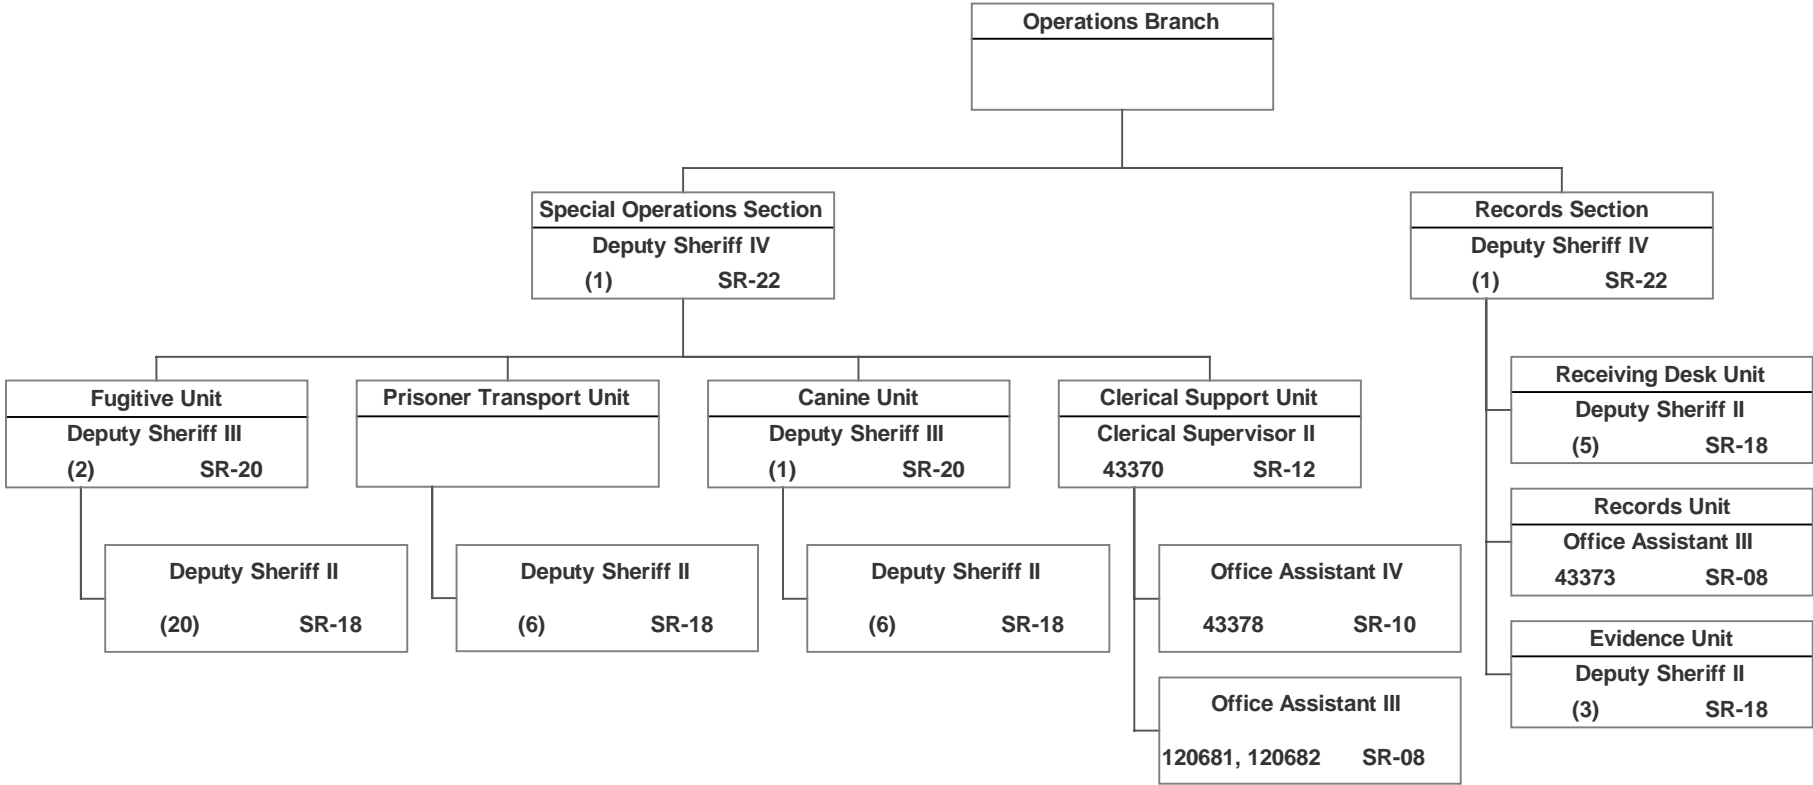 Operations Branch
Special Operations Section
Deputy Sheriff IV
(1) SR-22
Records Section
Deputy Sheriff IV
(1) SR-22
Fugitive Unit
Deputy Sheriff III
(2) SR-20
Deputy Sheriff II
(20) SR-18
Prisoner Transport Unit
Deputy Sheriff II
(6) SR-18
Canine Unit
Deputy Sheriff III
(1) SR-20
Deputy Sheriff II
(6) SR-18
Clerical Support Unit
Clerical Supervisor II
43370 SR-12
Office Assistant IV
43378 SR-10
Office Assistant III
120681, 120682 SR-08
Receiving Desk Unit
Deputy Sheriff II
(5) SR-18
Records Unit
Office Assistant III
43373 SR-08
Evidence Unit
Deputy Sheriff II
(3) SR-18